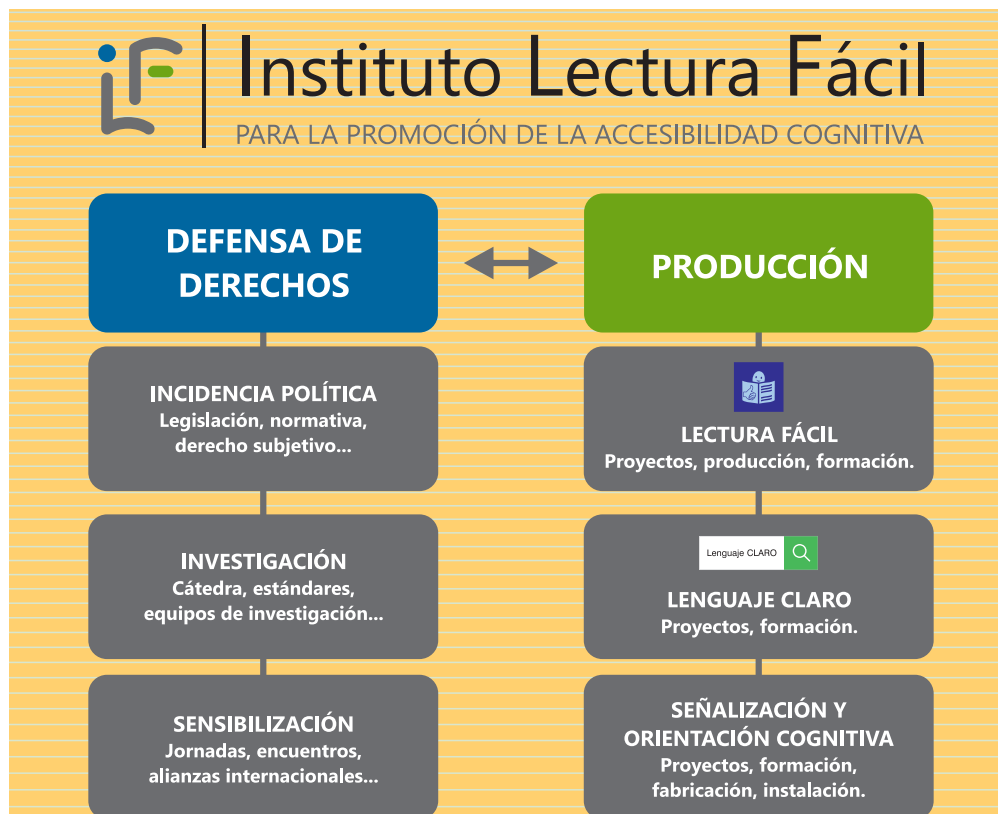 Instituto Lectura Fácil
PARA LA PROMOCIÓN DE LA ACCESIBILIDAD COGNITIVA
DEFENSA DE
DERECHOS
INCIDENCIA POLÍTICA
Legislación, normativa,
derecho subjetivo...
INVESTIGACIÓN
Cátedra, estándares,
equipos de investigación...
SENSIBILIZACIÓN
Jornadas, encuentros,
alianzas internacionales...
PRODUCCIÓN
LECTURA FÁCIL
Proyectos, producción, formación.
Lenguaje CLARO
LENGUAJE CLARO
Proyectos, formación.
SEÑALIZACIÓN Y
ORIENTACIÓN COGNITIVA
Proyectos, formación,
fabricación, instalación.